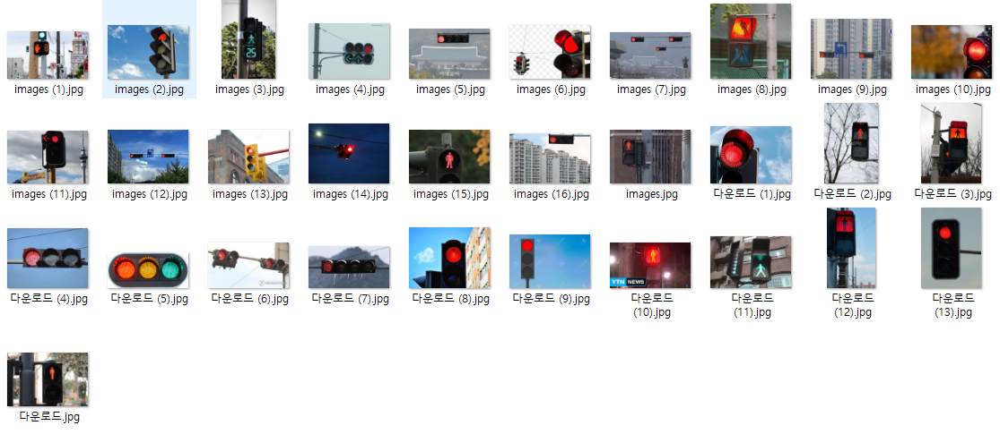 images (1).jpg
images (2).jpg
images (3).jpg
images (4).jpg
images (5).jpg
images (6).jpg
images (7).jpg
images (8).jpg
images (9).jpg
images (10).jpg
images (11).jpg
images (12).jpg
images (13).jpg
images (14).jpg
images (15).jpg
images (16).jpg
images.jpg
다운로드 (1).jpg
다운로드 (2).jpg
다운로드 (3).jpg
다운로드 (4).jpg
다운로드 (5).jpg
다운로드 (6).jpg
다운로드 (7).jpg
다운로드 (8).jpg
다운로드 (9).jpg
YTN NEWS
다운로드
(10).jpg
다운로드
(11).jpg
다운로드
(12).jpg
다운로드
(13).jpg
다운로드.jpg